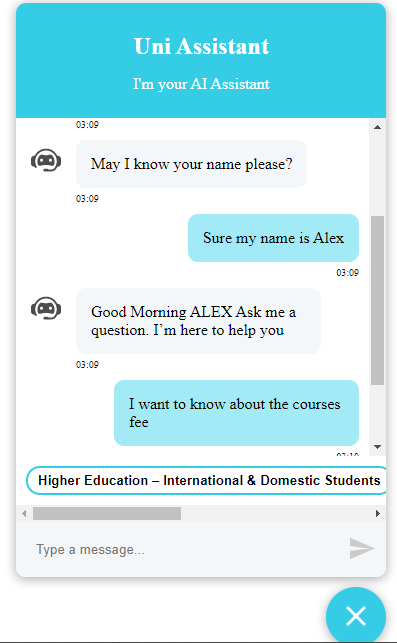 Uni Assistant
I'm your AI Assistant
03:09
May I know your name please?
03:09
Sure my name is Alex
03:09
Good Morning ALEX Ask me a
question. I'm here to help you
03:09
I want to know about the courses
fee
Higher Education – International & Domestic Students
Type a message...